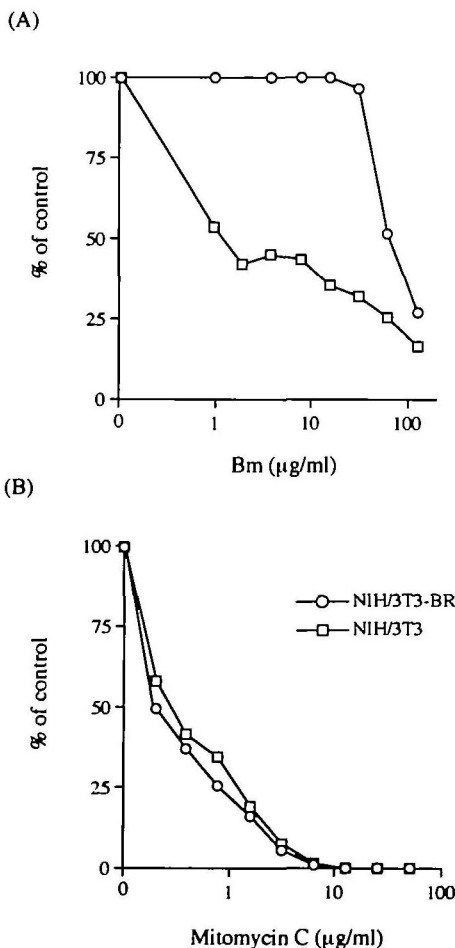 (A)
100
75
50
25
0
% of control
0 1 10 100
Bm (µg/ml)
(B)
100
75
50
25
0
% of control
NIH/3T3-BR
NIH/3T3
0 1 10
Mitomycin C (µg/ml)